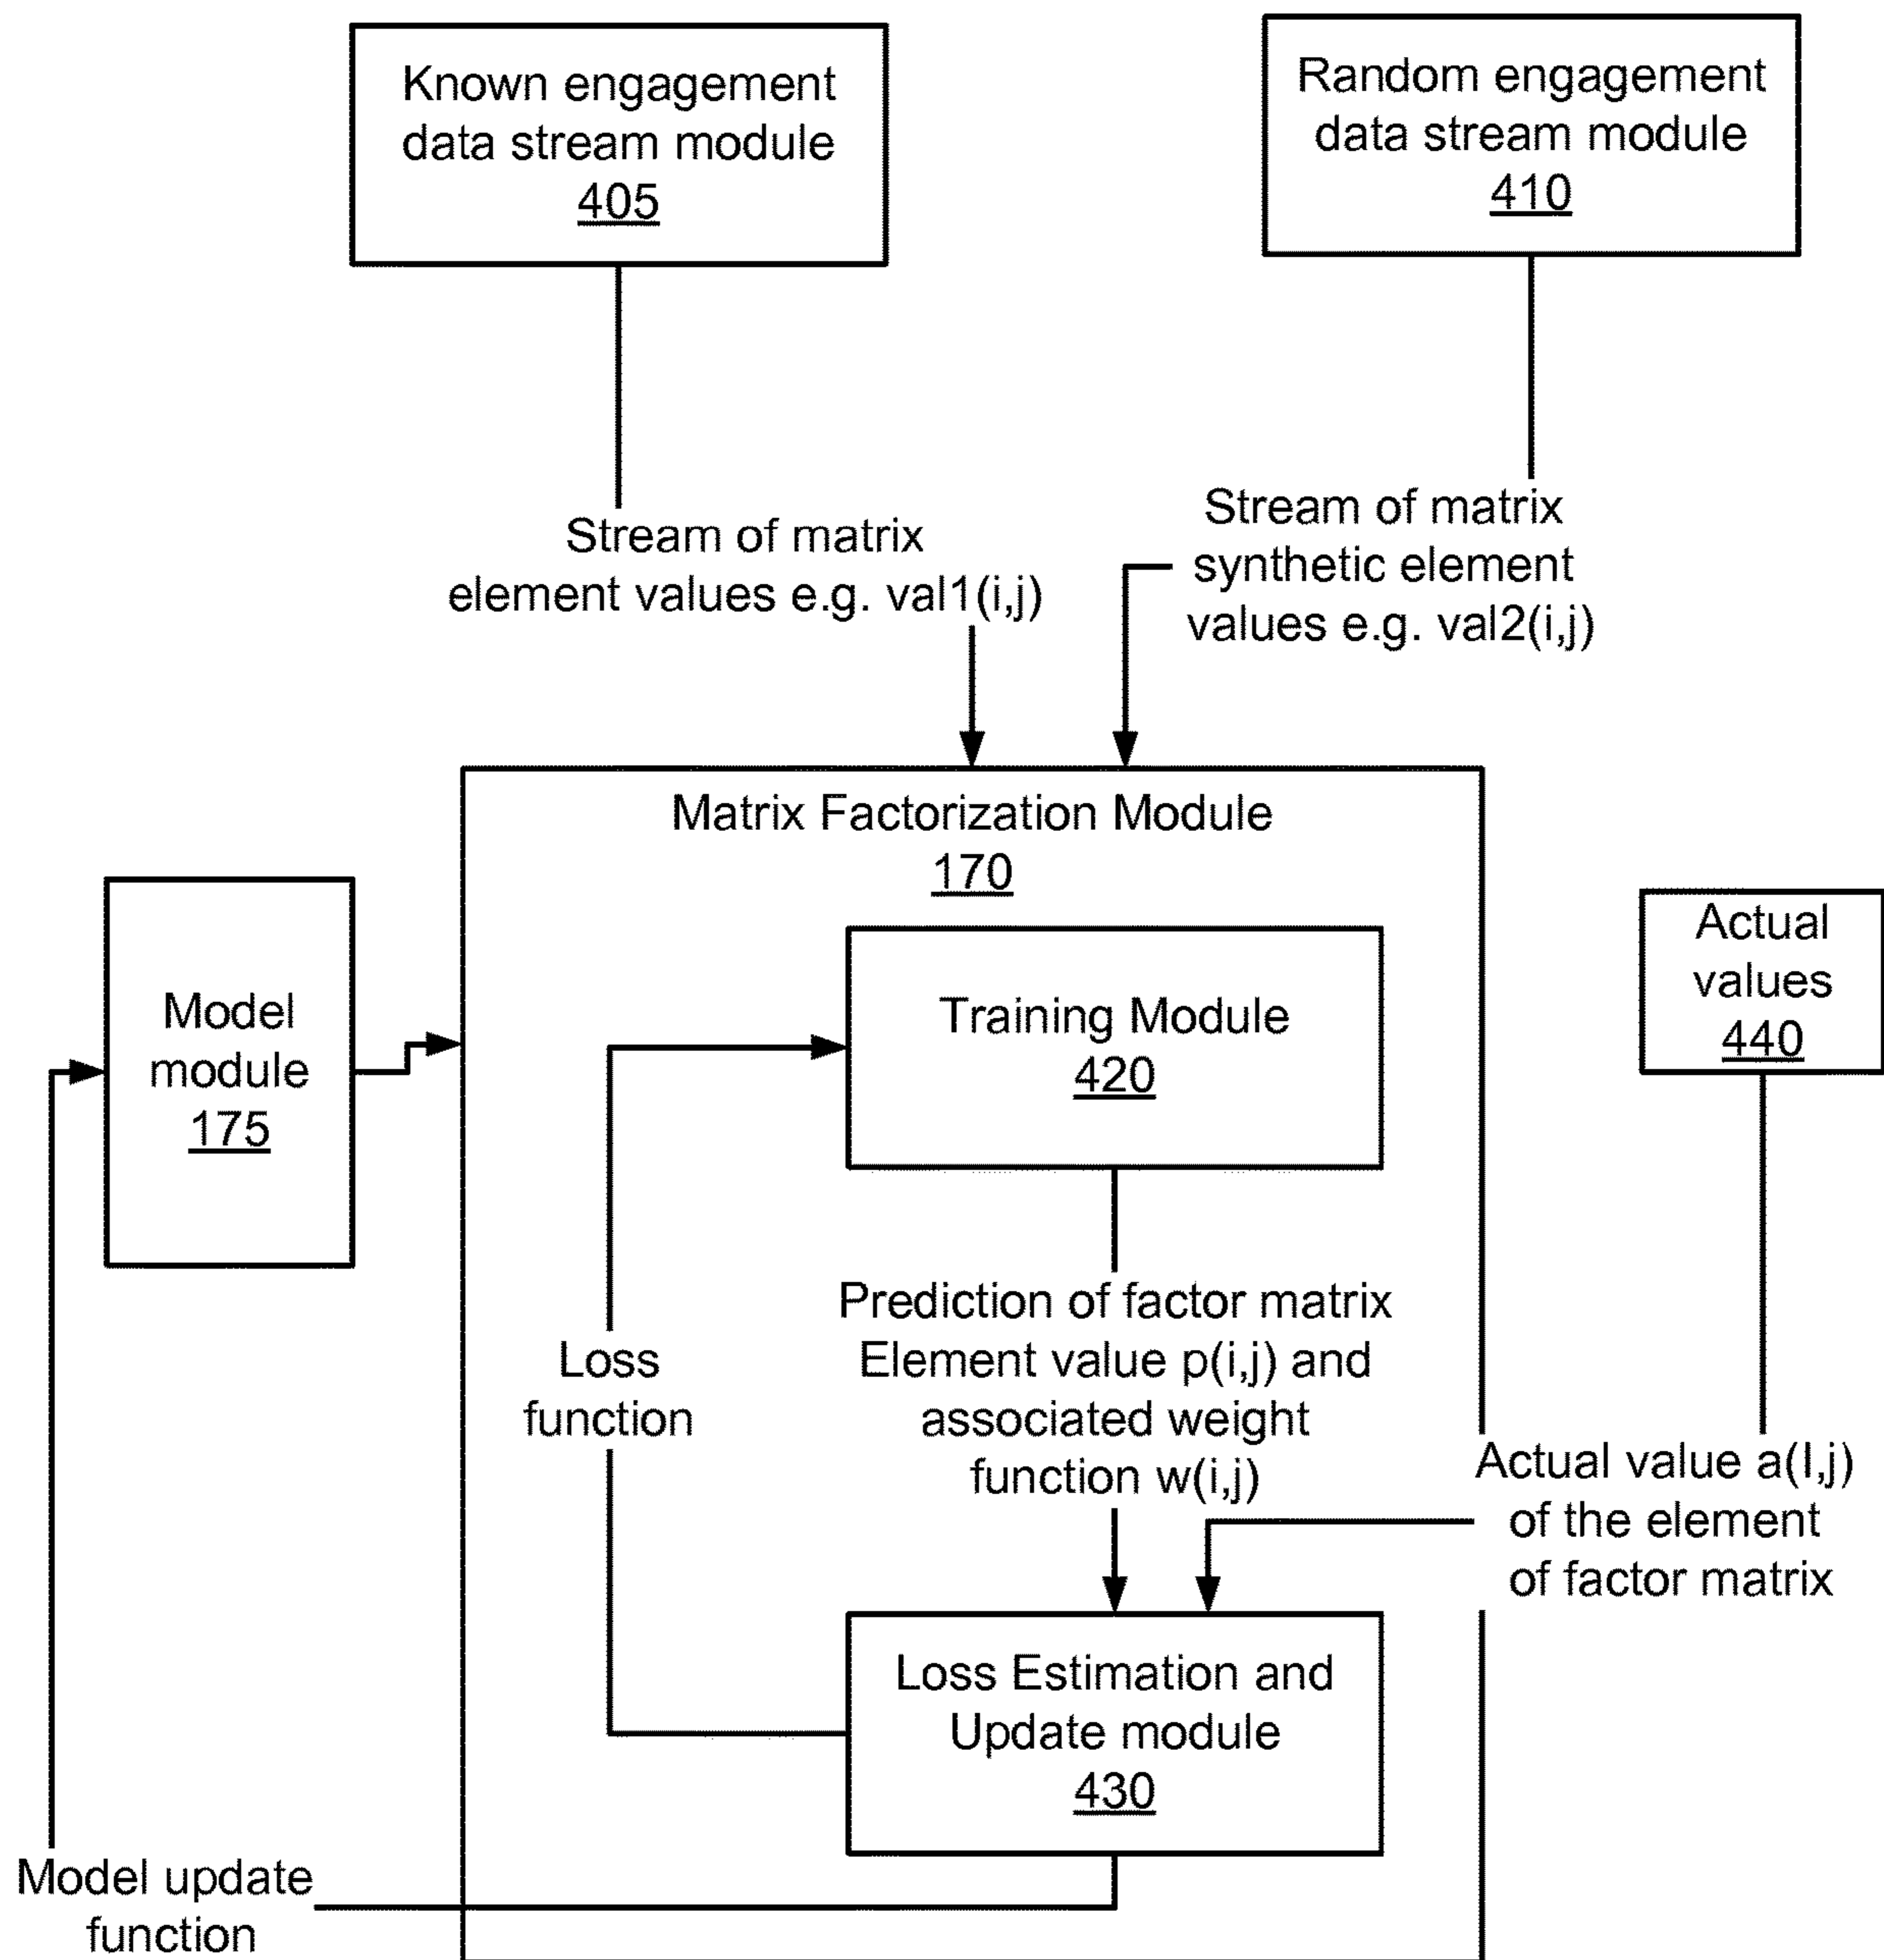 Known engagement
data stream module
405
Random engagement
data stream module
410
Stream of matrix
element values e.g. val1(i,j)
Stream of matrix
synthetic element
values e.g. val2(i,j)
Matrix Factorization Module
170
Model
module
175
Training Module
420
Actual
values
440
Loss
function
Prediction of factor matrix
Element value p(i,j) and
associated weight
function w(i,j)
Actual value a(I,j)
of the element
of factor matrix
Loss Estimation and
Update module
430
Model update
function